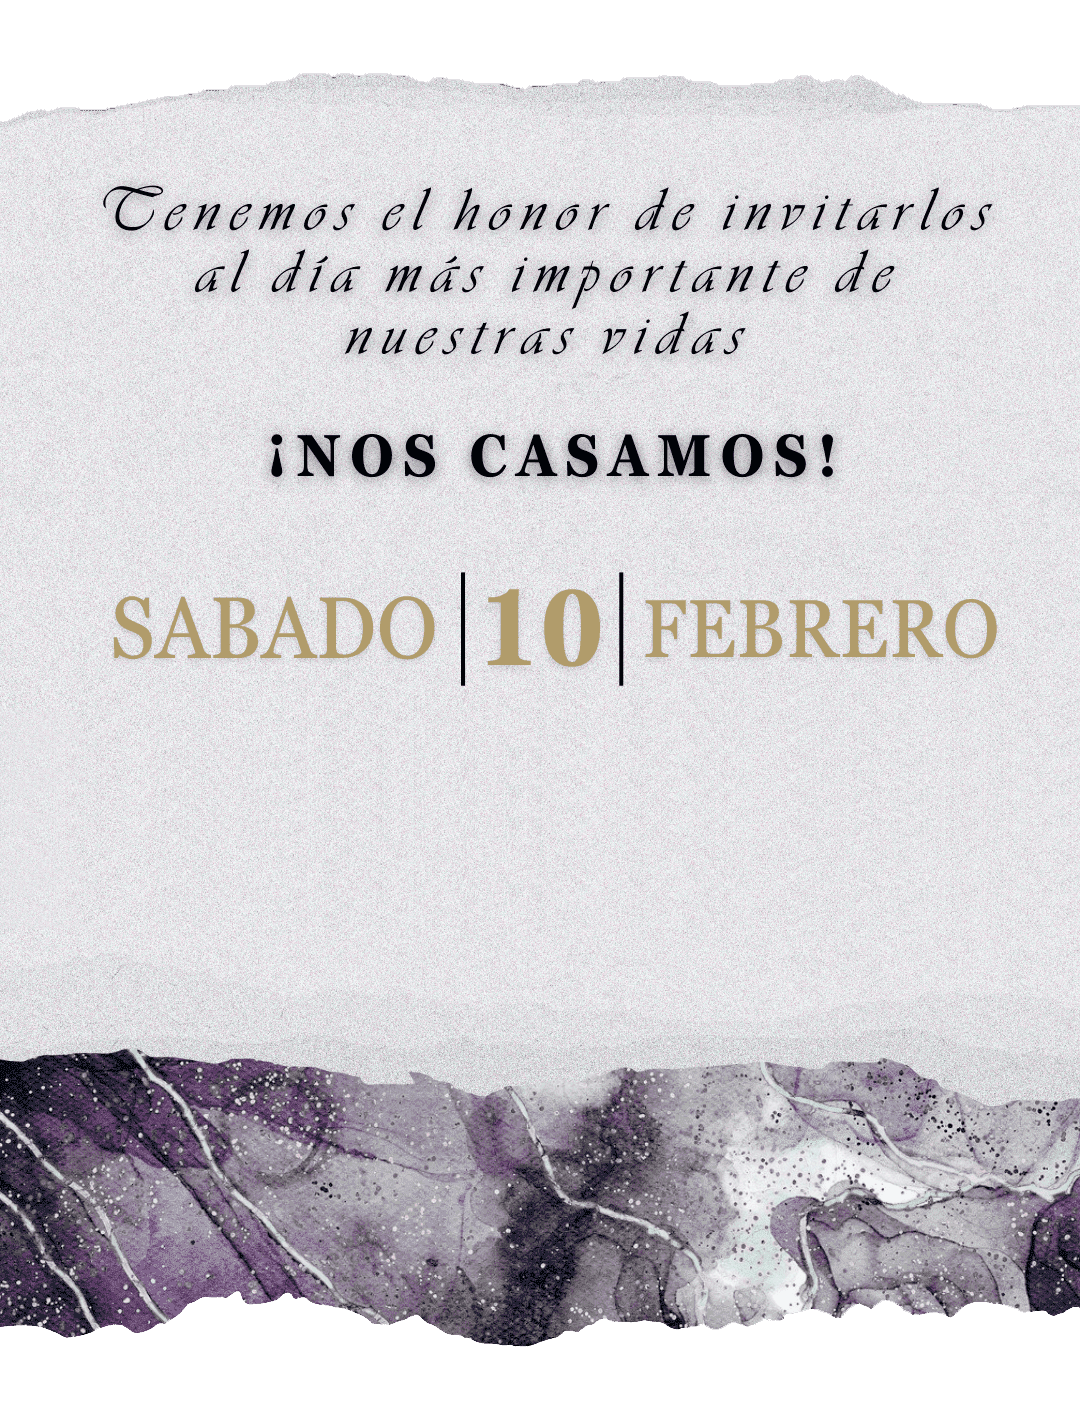 Tenemos el honor de invitarlos
al día más importante de
nuestras vidas
¡NOS CASAMOS!
SABADO 10 FEBRERO